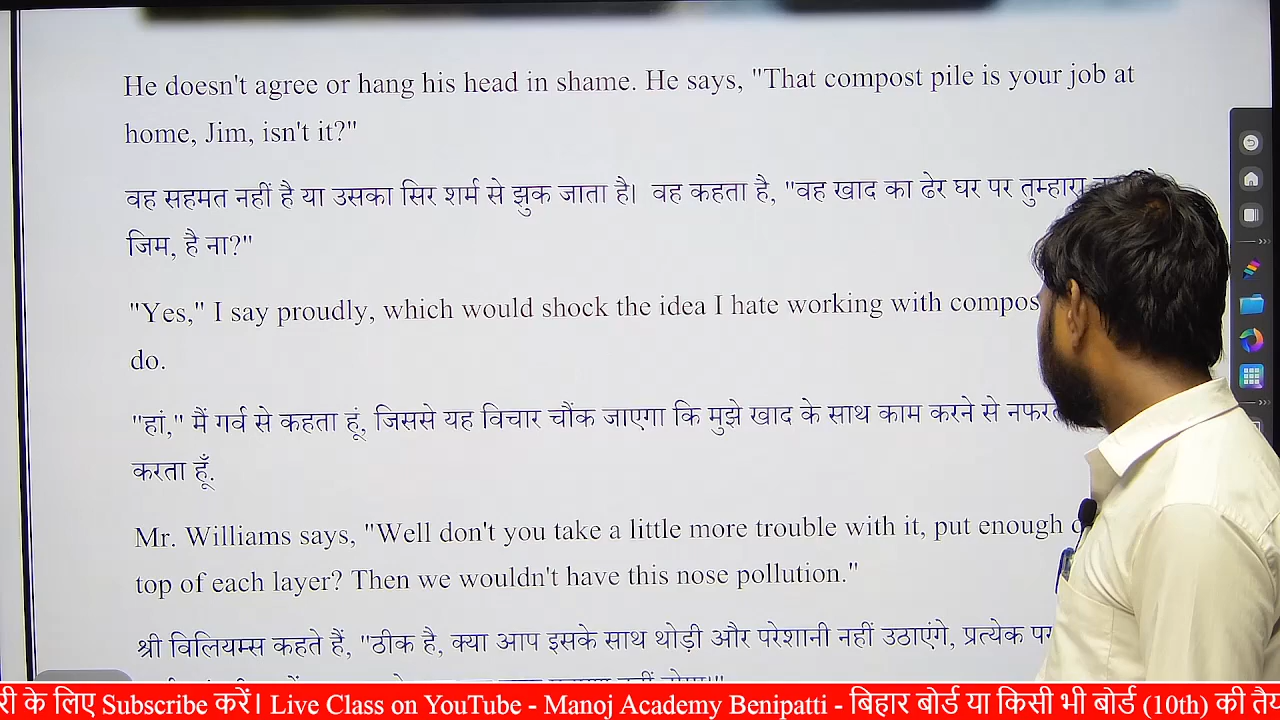 He doesn't agree or hang his head in shame. He says, "That compost pile is your job at
home, Jim, isn't it?"
वह सहमत नहीं है या उसका सिर शर्म से झुक जाता है। वह कहता है, "वह खाद का ढेर घर पर तुम्हारा
जिम, है ना?"
"Yes," I say proudly, which would shock the idea I hate working with
do.
"हां," मैं गर्व से कहता हूं, जिससे यह विचार चौंक जाएगा कि मुझे खाद के साथ काम करने से
करता हूँ.
Mr. Williams says, "Well don't you take a little more trouble with it, put enough
top of each layer? Then we wouldn't have this nose pollution."
श्री विलियम्स कहते हैं, "ठीक है, क्या आप इसके साथ थोड़ी और परेशानी नहीं उठाएंगे, प्रत्येक
री के लिए Subscribe करें। Live Class on YouTube - Manoj Academy Benipatti - बिहार बोर्ड या किसी भी बोर्ड (10th) की